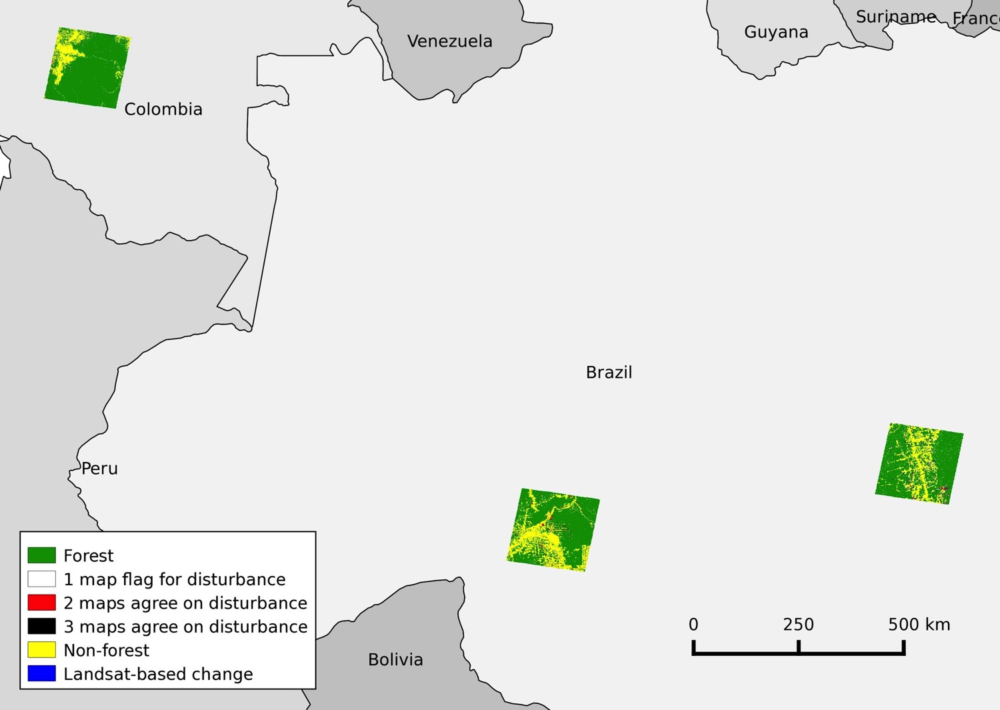 Suriname
Franc
Guyana
Venezuela
Colombia
Brazil
Peru
Forest
1 map flag for disturbance
2 maps agree on disturbance
3 maps agree on disturbance
Non-forest
Landsat-based change
Bolivia
0 250 500 km